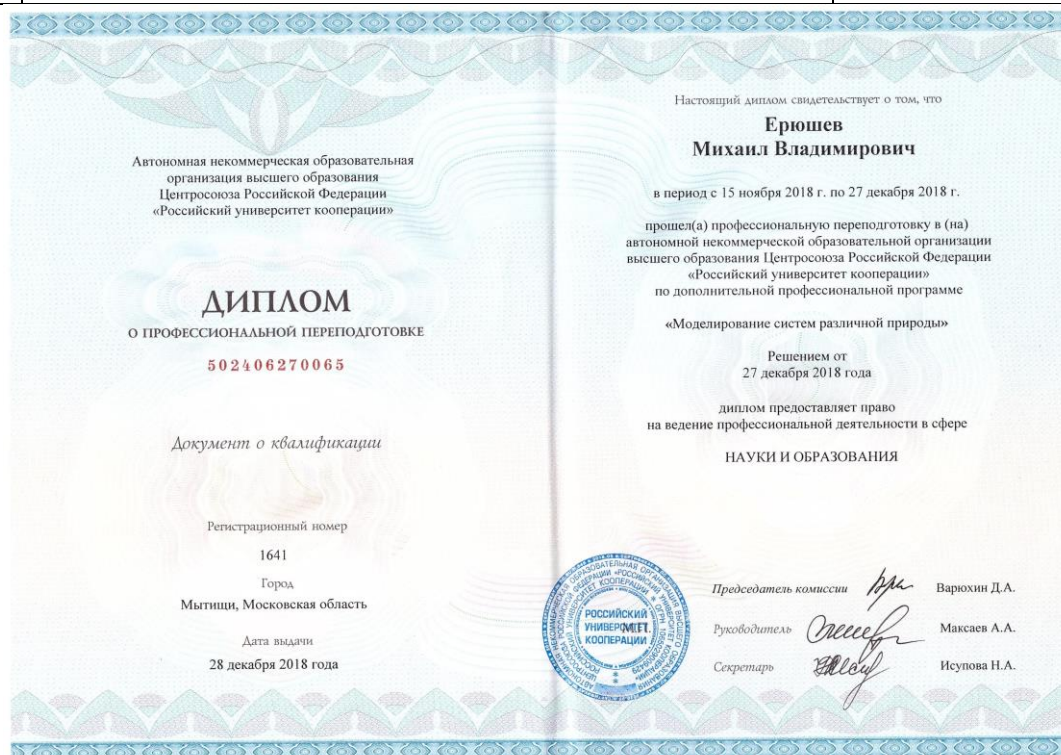 Автономная некоммерческая образовательная
организация высшего образования
Центросоюза Российской Федерации
«Российский университет кооперации»
ДИПЛОМ
О ПРОФЕССИОНАЛЬНОЙ ПЕРЕПОДГОТОВКЕ
502406270065
Документ о квалификации
Регистрационный номер
1641
Город
Мытищи, Московская область
Дата выдачи
28 декабря 2018 года
Настоящий диплом свидетельствует о том, что
Ерюшев
Михаил Владимирович
в период с 15 ноября 2018 г. по 27 декабря 2018 г.
прошел(а) профессиональную переподготовку в (на)
автономной некоммерческой образовательной организации
высшего образования Центросоюза Российской Федерации
«Российский университет кооперации»
по дополнительной профессиональной программе
«Моделирование систем различной природы»
Решением от
27 декабря 2018 года
диплом предоставляет право
на ведение профессиональной деятельности в сфере
НАУКИ И ОБРАЗОВАНИЯ
Председатель комиссии Варюхин Д.А.
М.П. Руководитель Максаев А.А.
Секретарь Исупова Н.А.
РОССИЙСКИЙ
УНИВЕРСИТЕТ
КООПЕРАЦИИ